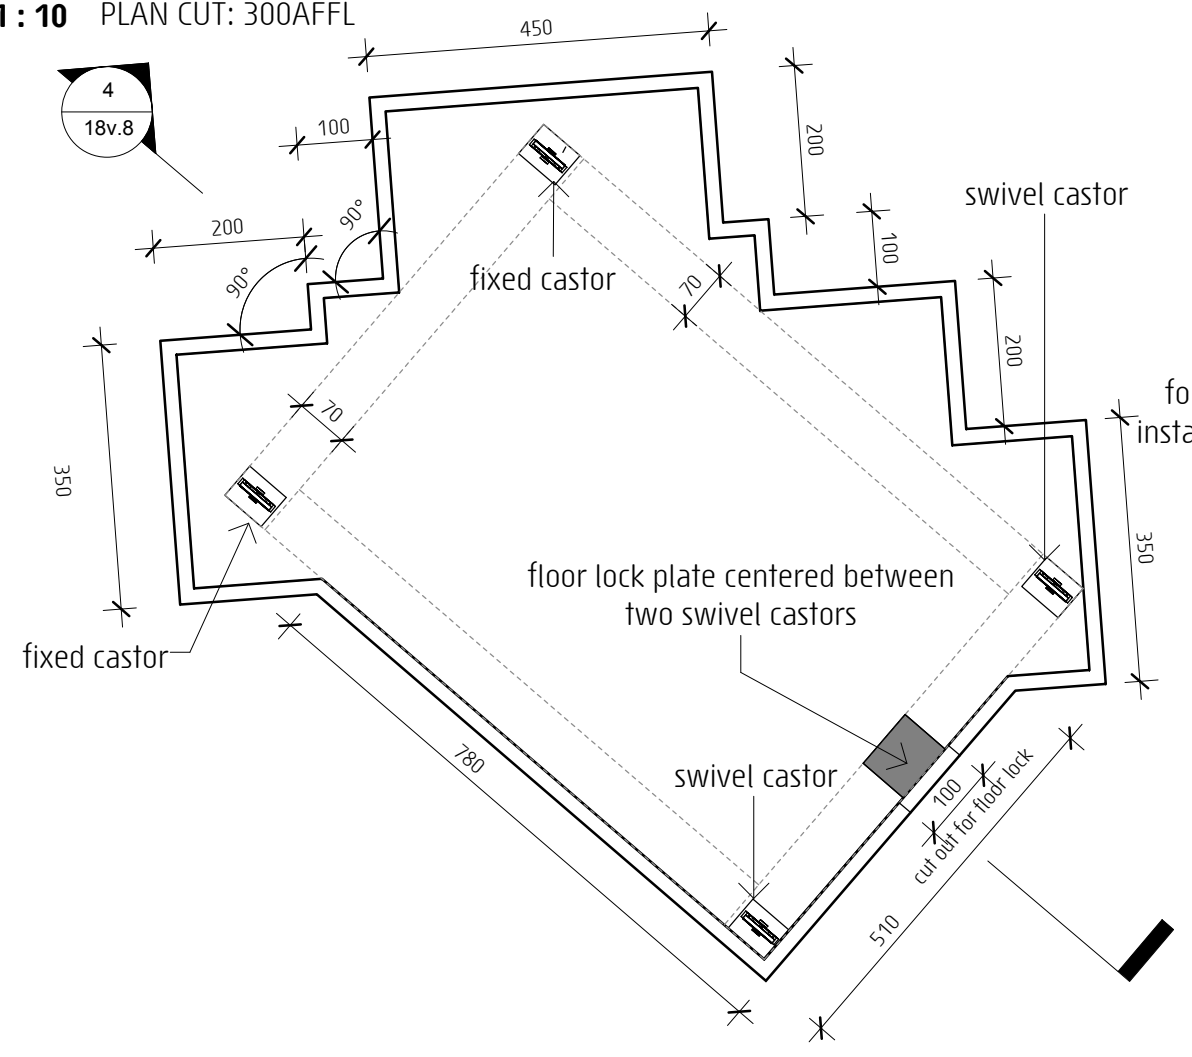 1 : 10 PLAN CUT: 300AFFL
450
4
18v.8
100
200
swivel castor
200
90°
100
90°
fixed castor
70
200
350
70
fo
insta
350
floor lock plate centered between
two swivel castors
fixed castor
780
swivel castor
100
cut out for floor lock
510